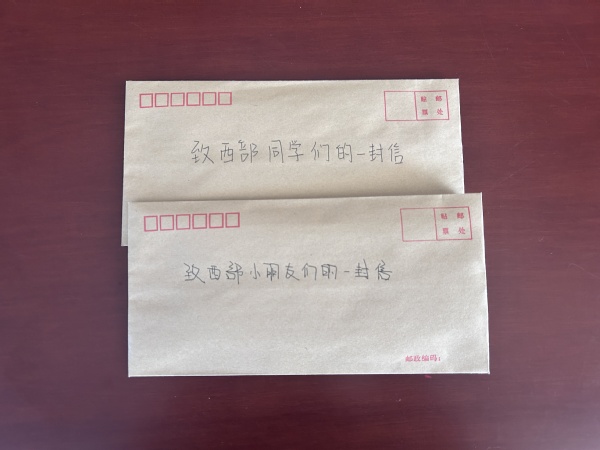 贴 邮
票 处
致西部同学们的一封信
贴 邮
票 处
致西部小朋友们的一封信
邮政编码: